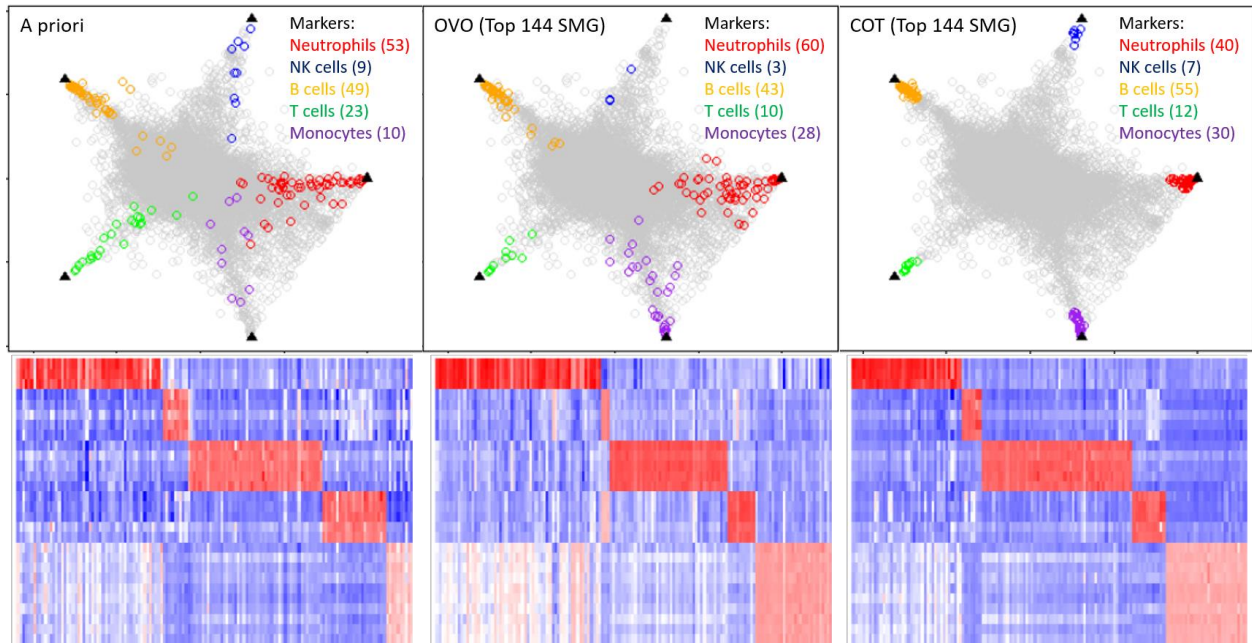 A priori
Markers:
Neutrophils (53)
NK cells (9)
B cells (49)
T cells (23)
Monocytes (10)
OVO (Top 144 SMG)
Markers:
Neutrophils (60)
NK cells (3)
B cells (43)
T cells (10)
Monocytes (28)
COT (Top 144 SMG)
Markers:
Neutrophils (40)
NK cells (7)
B cells (55)
T cells (12)
Monocytes (30)